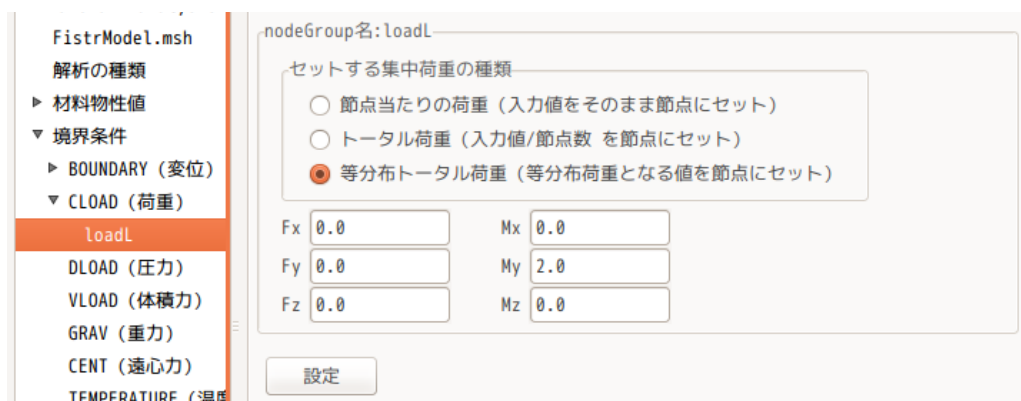 FistrModel.msh
解析の種類
材料物性値
境界条件
BOUNDARY (変位)
CLOAD (荷重)
loadL
DLOAD (圧力)
VLOAD (体積力)
GRAV (重力)
CENT (遠心力)
TEMPERATURE (温度
nodeGroup名:loadL
セットする集中荷重の種類
節点当たりの荷重 (入力値をそのまま節点にセット)
トータル荷重 (入力値/節点数 を節点にセット)
等分布トータル荷重 (等分布荷重となる値を節点にセット)
Fx 0.0 Mx 0.0
Fy 0.0 My 2.0
Fz 0.0 Mz 0.0
設定